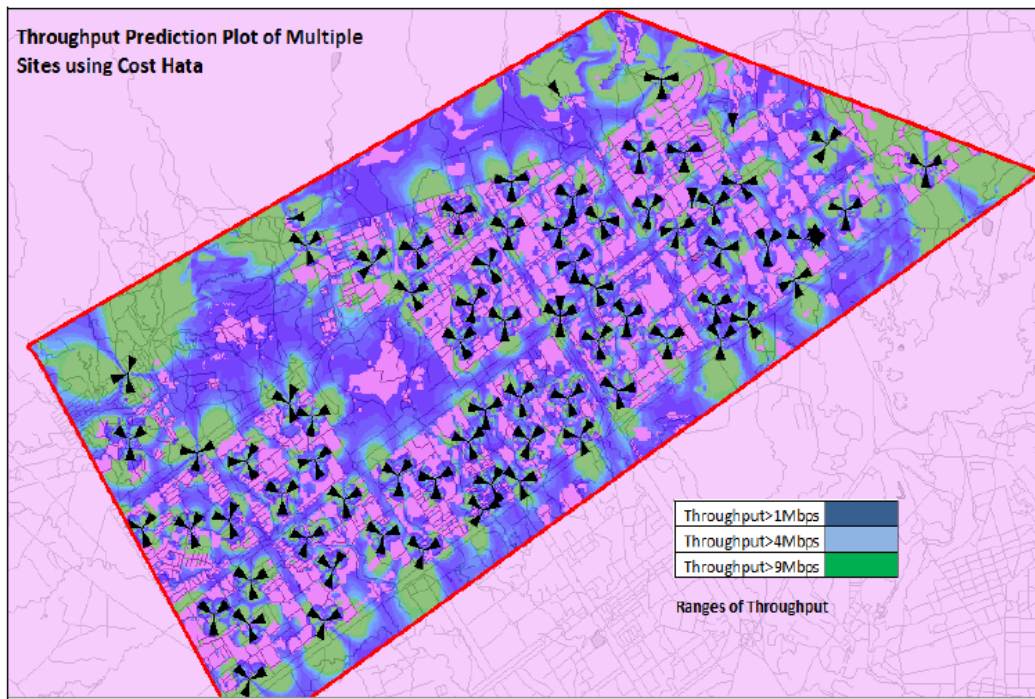 Throughput Prediction Plot of Multiple
Sites using Cost Hata
Throughput>1Mbps
Throughput>4Mbps
Throughput>9Mbps
Ranges of Throughput